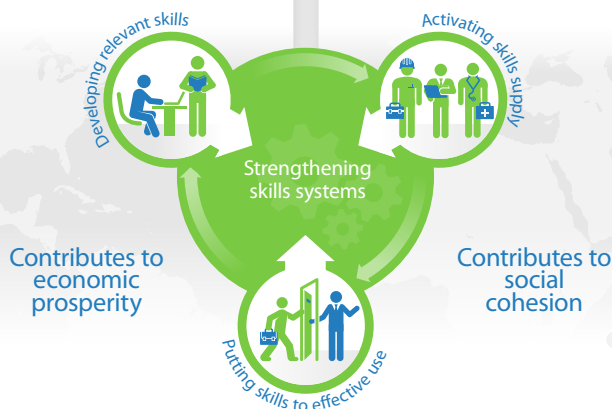 Developing relevant skills
Activating skills supply
Strengthening
skills systems
Contributes to
economic
prosperity
Contributes to
social
cohesion
Putting skills to effective use